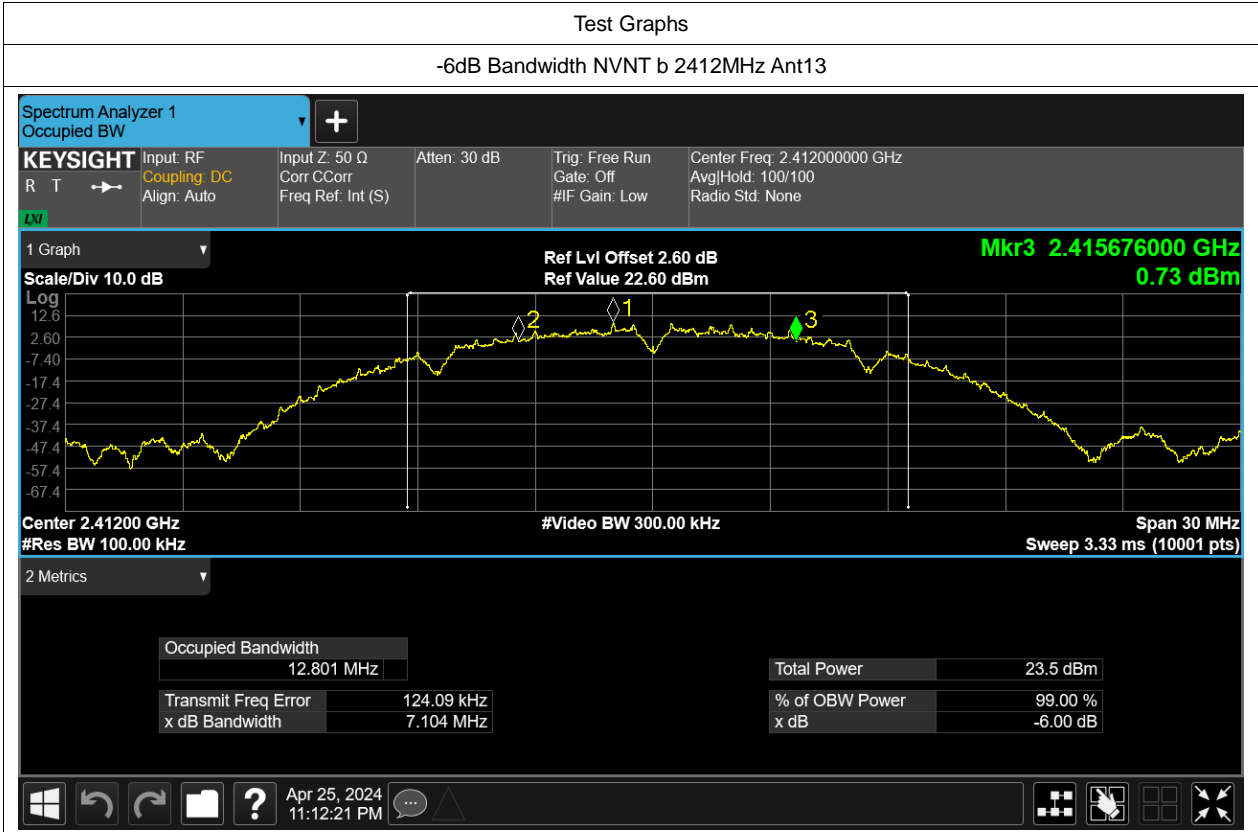 Test Graphs
-6dB Bandwidth NVNT b 2412MHz Ant13
Spectrum Analyzer 1
Occupied BW
KEYSIGHT Input: RF Input Z: 50 Ω Atten: 30 dB Trig: Free Run Center Freq: 2.412000000 GHz
R T Coupling: DC Corr CCorr Gate: Off Avg|Hold: 100/100
Align: Auto Freq Ref: Int (S) #IF Gain: Low Radio Std: None
LXI
1 Graph Ref Lvl Offset 2.60 dB Mkr3 2.415676000 GHz
Scale/Div 10.0 dB Ref Value 22.60 dBm 0.73 dBm
Log
12.6
2.60
-7.40
-17.4
-27.4
-37.4
-47.4
-57.4
-67.4
2 1 3
Center 2.41200 GHz #Video BW 300.00 kHz Span 30 MHz
#Res BW 100.00 kHz Sweep 3.33 ms (10001 pts)
2 Metrics
Occupied Bandwidth
12.801 MHz Total Power 23.5 dBm
Transmit Freq Error 124.09 kHz % of OBW Power 99.00 %
x dB Bandwidth 7.104 MHz x dB -6.00 dB
? Apr 25, 2024
11:12:21 PM